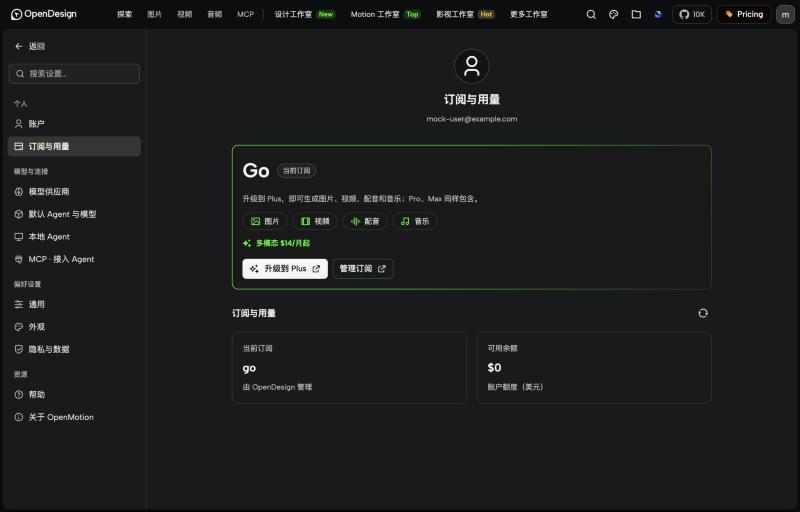 OpenDesign
探索
图片
视频
音频
MCP
设计工作室 New
Motion 工作室 Top
影视工作室 Hot
更多工作室
10K
Pricing
m
返回
搜索设置...
个人
账户
订阅与用量
模型与连接
模型供应商
默认 Agent 与模型
本地 Agent
MCP · 接入 Agent
偏好设置
通用
外观
隐私与数据
资源
帮助
关于 OpenMotion
订阅与用量
mock-user@example.com
Go 当前订阅
升级到 Plus，即可生成图片、视频、配音和音乐；Pro、Max 同样包含。
图片
视频
配音
音乐
多模态 $14/月起
升级到 Plus
管理订阅
订阅与用量
当前订阅
go
由 OpenDesign 管理
可用余额
$0
账户额度（美元）